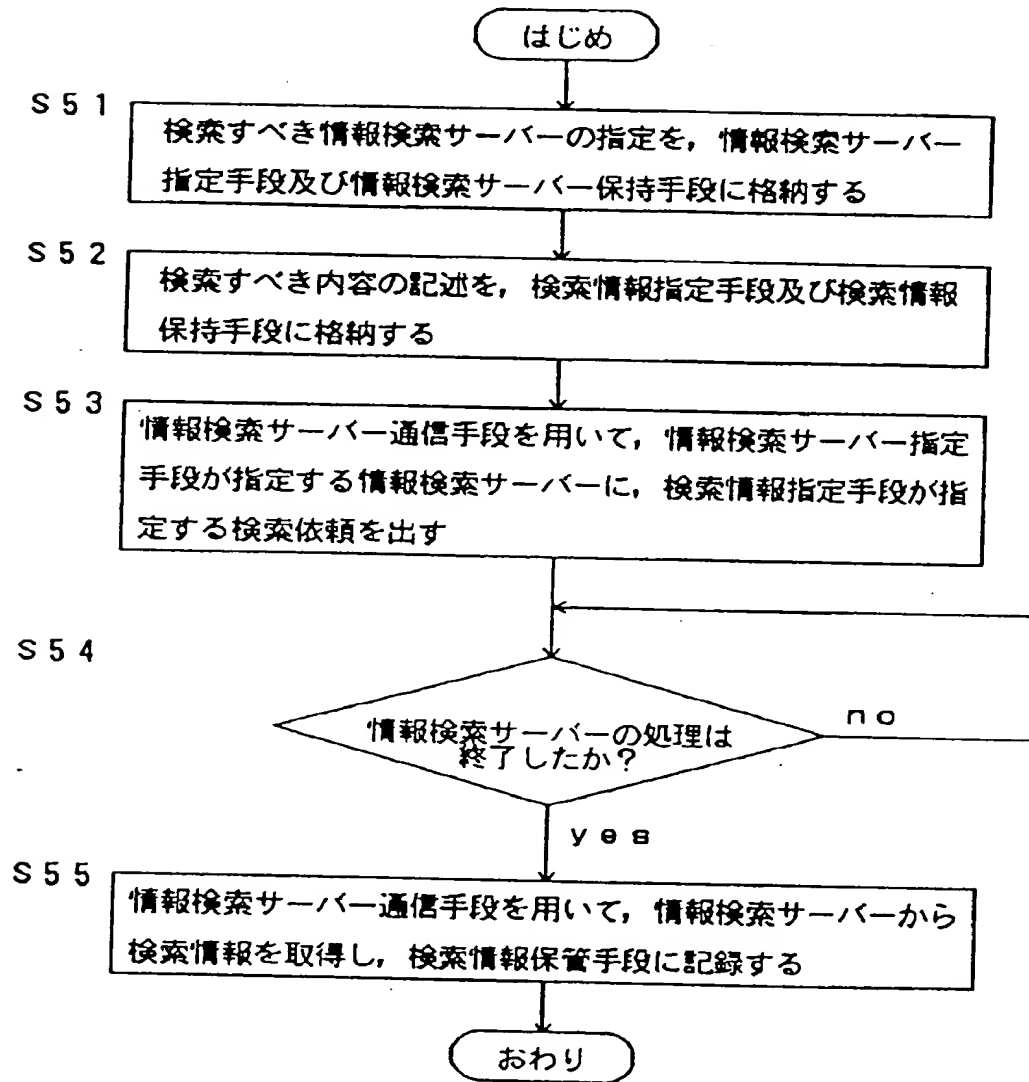 はじめ
S51
検索すべき情報検索サーバーの指定を，情報検索サーバー
指定手段及び情報検索サーバー保持手段に格納する
S52
検索すべき内容の記述を，検索情報指定手段及び検索情報
保持手段に格納する
S53
情報検索サーバー通信手段を用いて，情報検索サーバー指定
手段が指定する情報検索サーバーに，検索情報指定手段が指
定する検索依頼を出す
S54
情報検索サーバーの処理は
終了したか？
no
yes
S55
情報検索サーバー通信手段を用いて，情報検索サーバーから
検索情報を取得し，検索情報保管手段に記録する
おわり